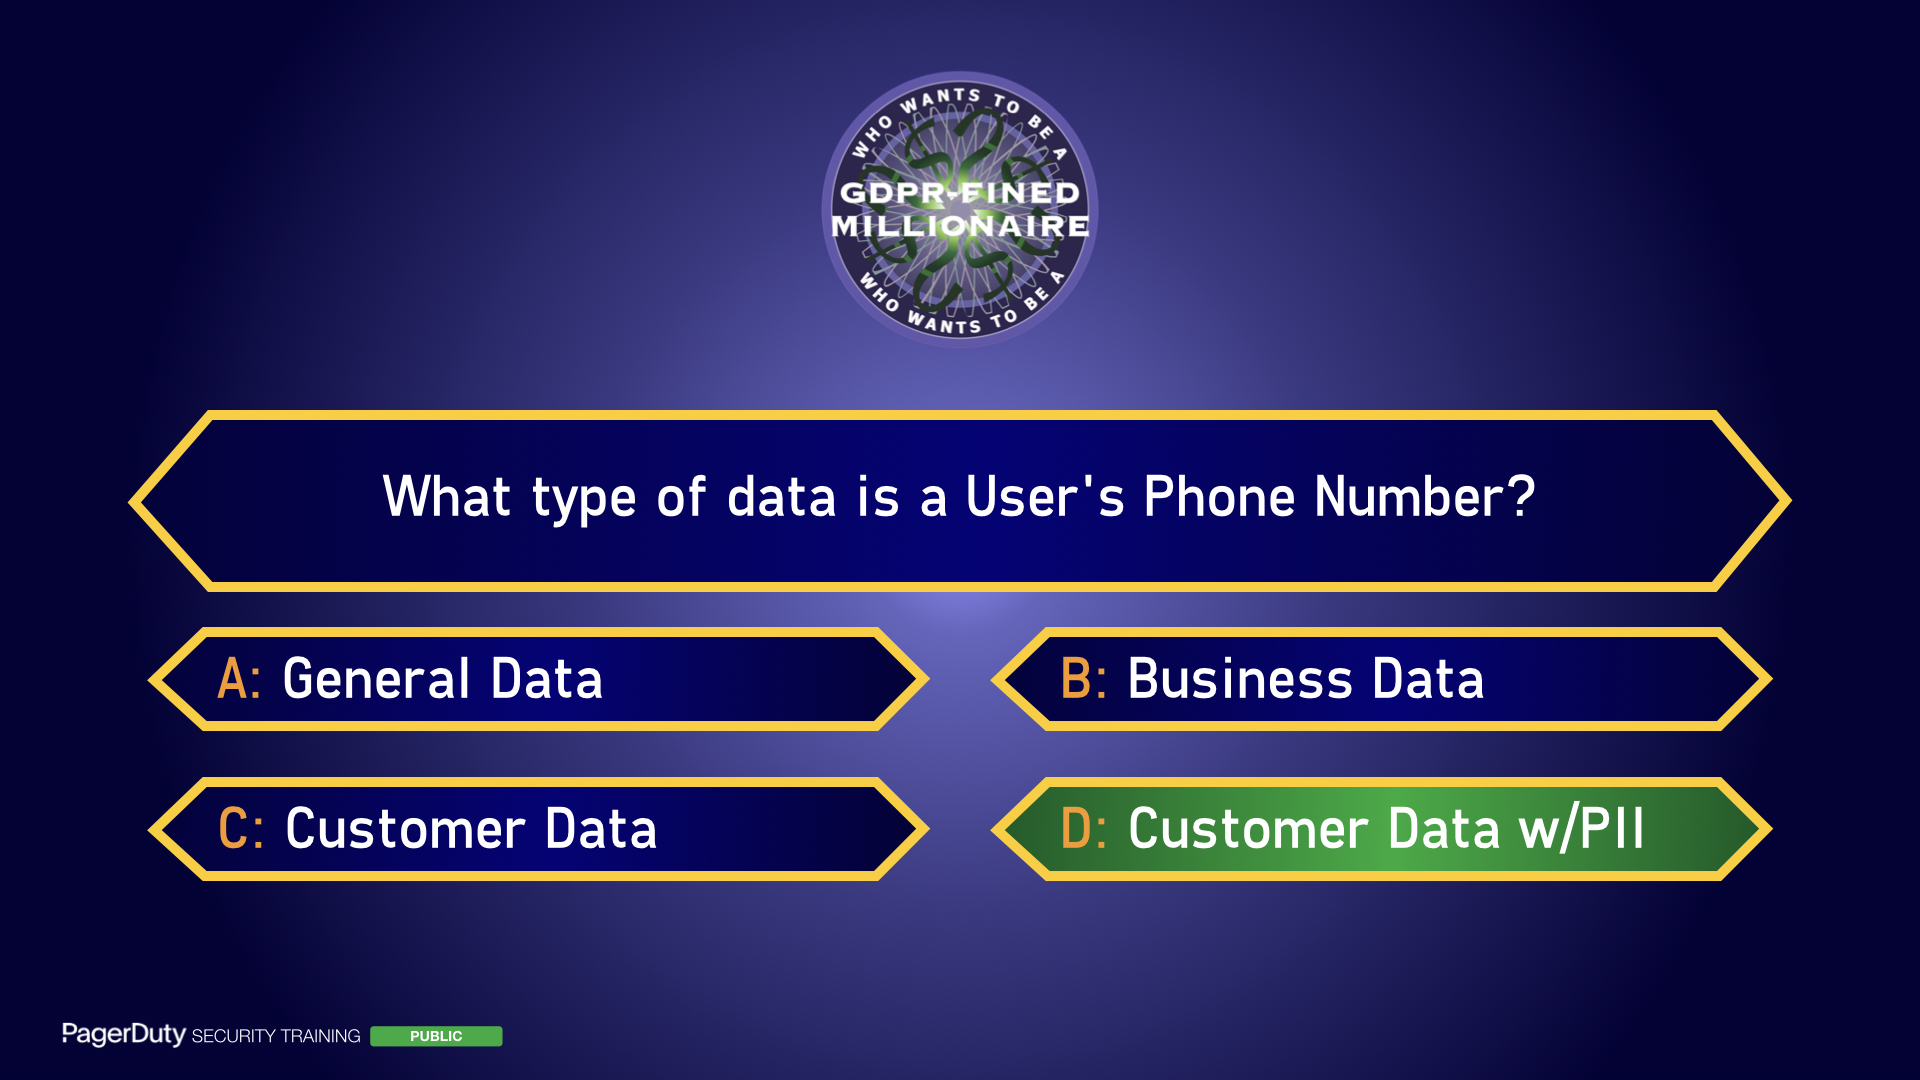 WHO WANTS TO BE A
GDPR-FINED
MILLIONAIRE
WHO WANTS TO BE A
What type of data is a User's Phone Number?
A: General Data
B: Business Data
C: Customer Data
D: Customer Data w/PII
PagerDuty SECURITY TRAINING PUBLIC